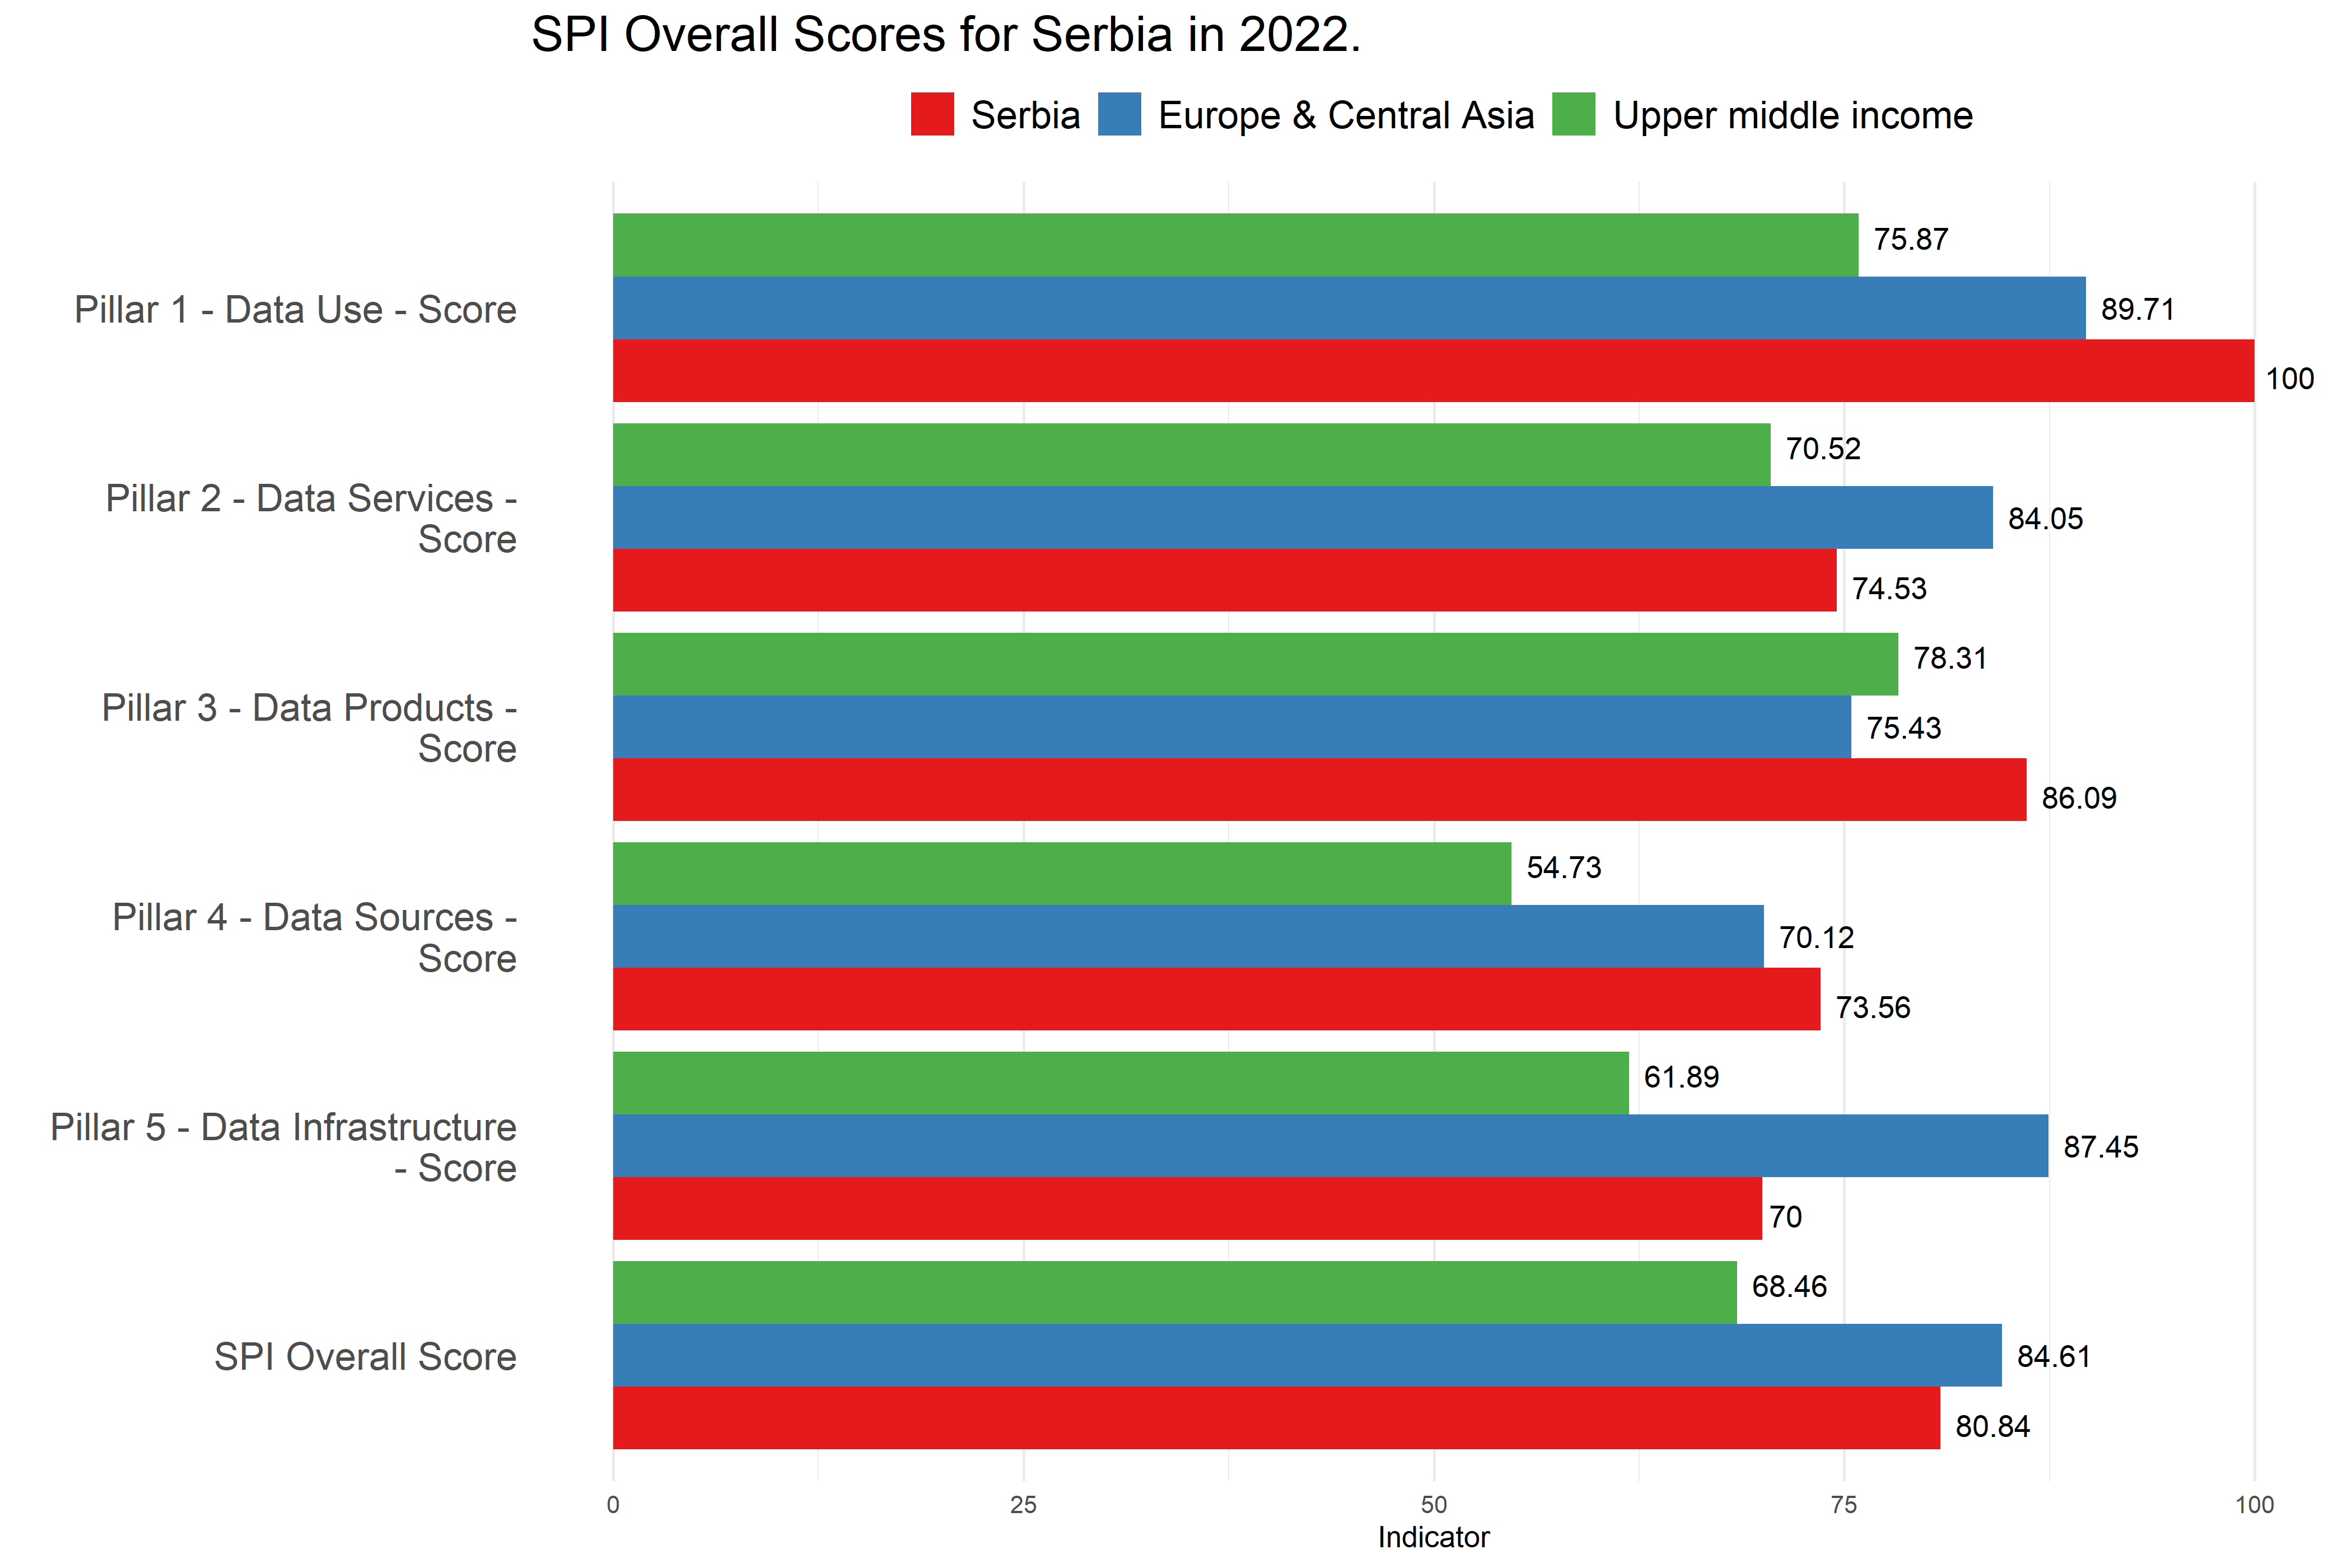 SPI Overall Scores for Serbia in 2022.
Serbia Europe & Central Asia Upper middle income
Pillar 1 - Data Use - Score
75.87
89.71
100
Pillar 2 - Data Services -
Score
70.52
84.05
74.53
Pillar 3 - Data Products -
Score
78.31
75.43
86.09
Pillar 4 - Data Sources -
Score
54.73
70.12
73.56
Pillar 5 - Data Infrastructure
- Score
61.89
87.45
70
SPI Overall Score
68.46
84.61
80.84
0 25 50 75 100
Indicator